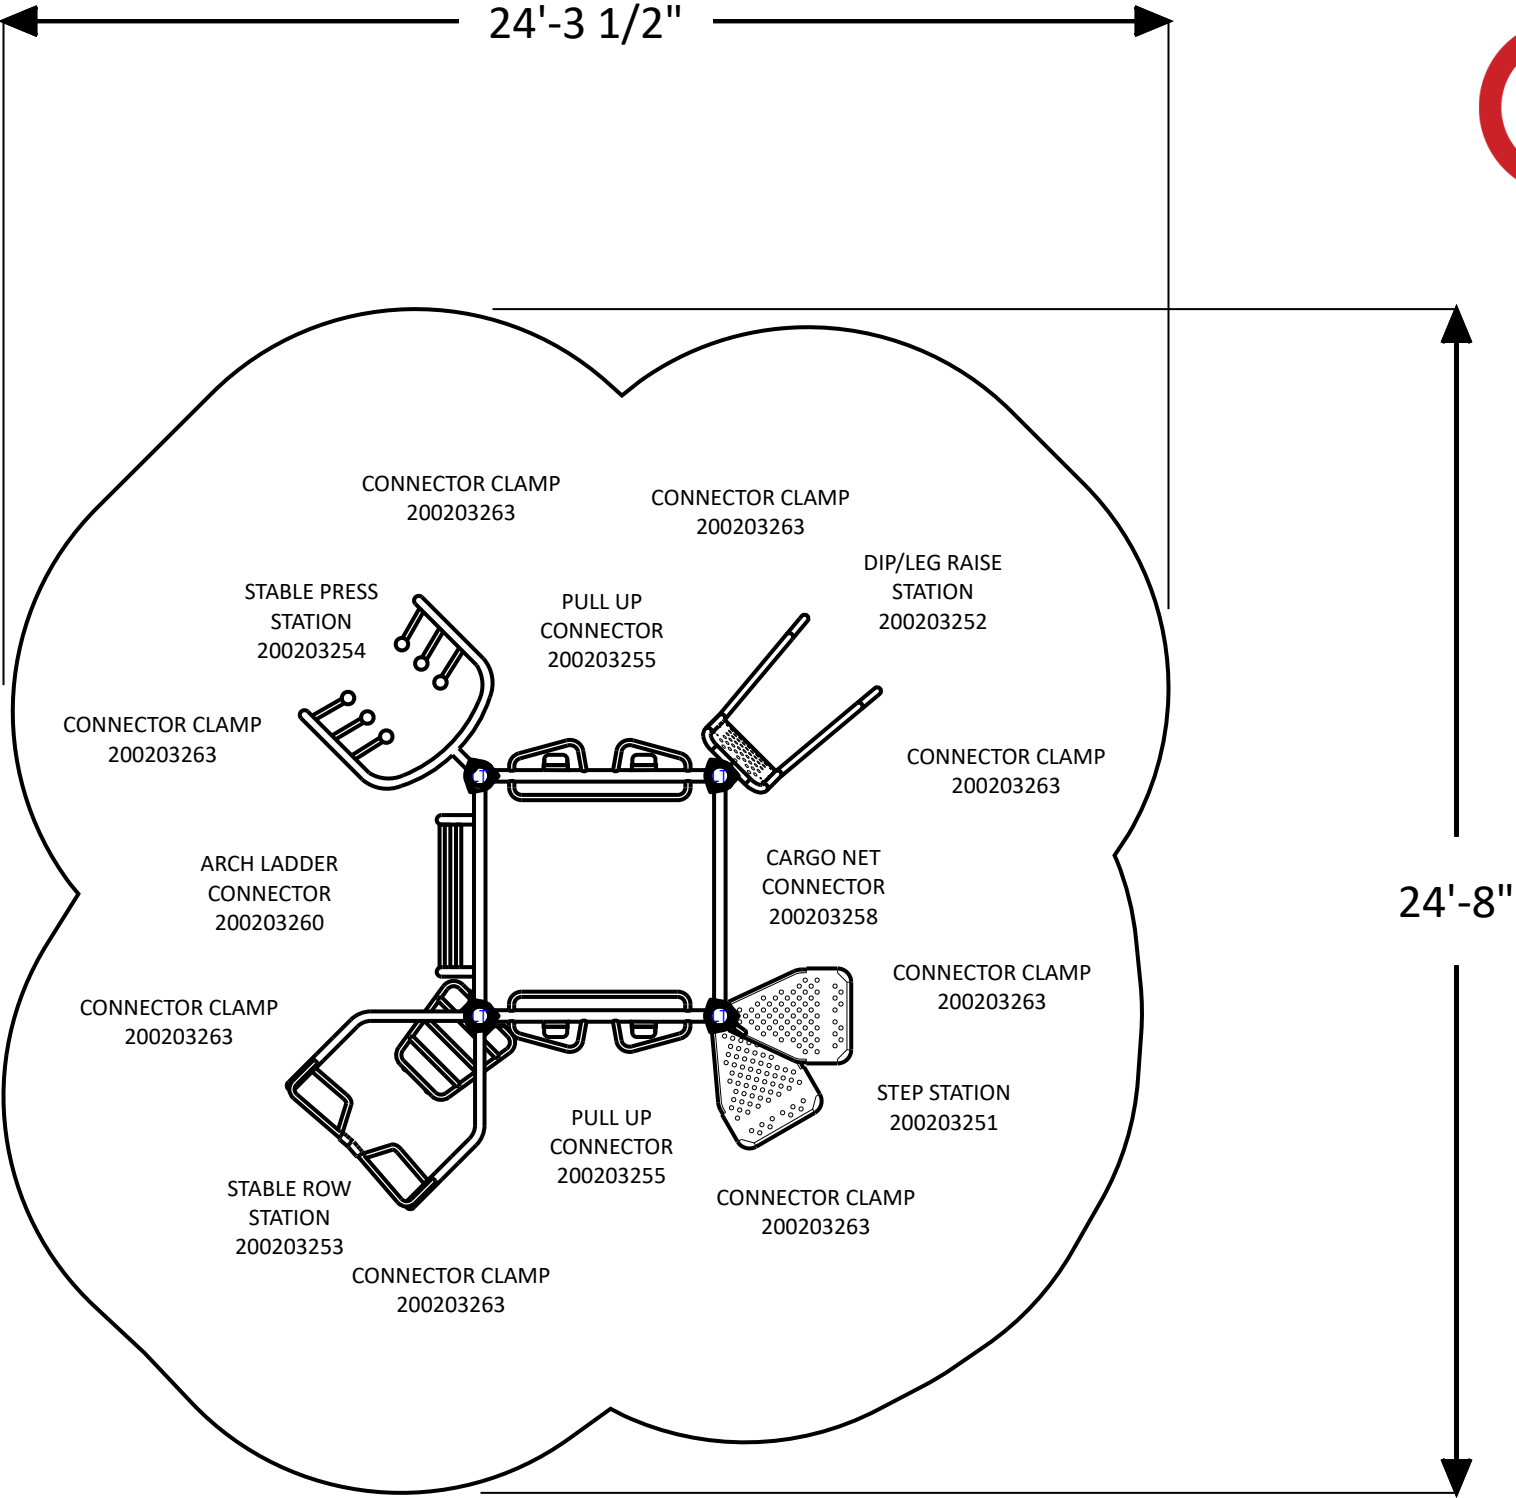 24'-3 1/2"
CONNECTOR CLAMP
200203263
CONNECTOR CLAMP
200203263
DIP/LEG RAISE
STATION
200203252
STABLE PRESS
STATION
200203254
PULL UP
CONNECTOR
200203255
CONNECTOR CLAMP
200203263
CONNECTOR CLAMP
200203263
ARCH LADDER
CONNECTOR
200203260
CARGO NET
CONNECTOR
200203258
24'-8"
CONNECTOR CLAMP
200203263
CONNECTOR CLAMP
200203263
STEP STATION
200203251
PULL UP
CONNECTOR
200203255
STABLE ROW
STATION
200203253
CONNECTOR CLAMP
200203263
CONNECTOR CLAMP
200203263